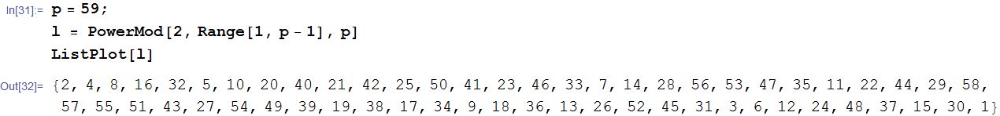 In[31]:= p = 59;
l = PowerMod[2, Range[1, p - 1], p]
ListPlot[l]
Out[32]= {2, 4, 8, 16, 32, 5, 10, 20, 40, 21, 42, 25, 50, 41, 23, 46, 33, 7, 14, 28, 56, 53, 47, 35, 11, 22, 44, 29, 58,
57, 55, 51, 43, 27, 54, 49, 39, 19, 38, 17, 34, 9, 18, 36, 13, 26, 52, 45, 31, 3, 6, 12, 24, 48, 37, 15, 30, 1}